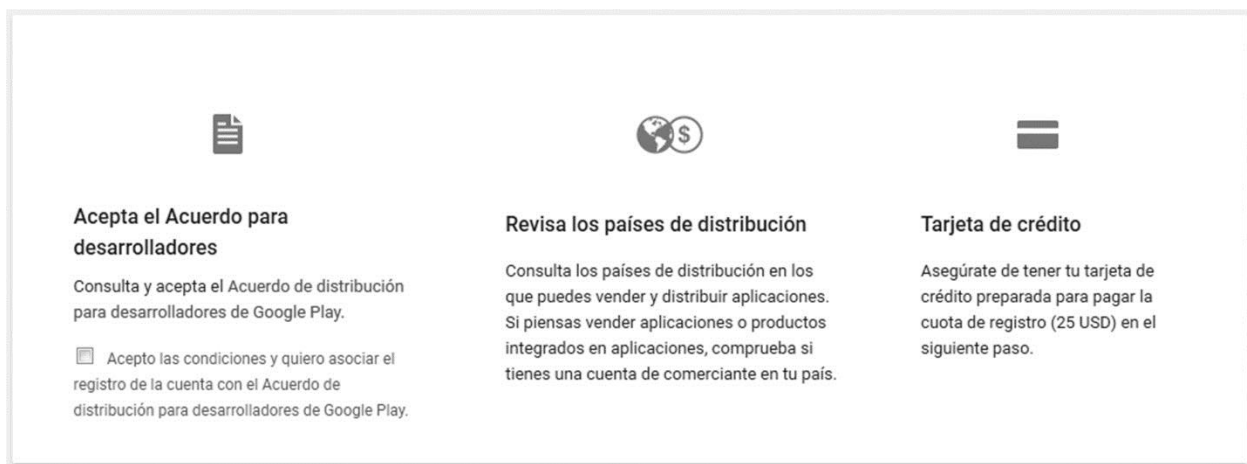 Acepta el Acuerdo para
desarrolladores
Consulta y acepta el Acuerdo de distribución
para desarrolladores de Google Play.
Acepto las condiciones y quiero asociar el
registro de la cuenta con el Acuerdo de
distribución para desarrolladores de Google Play.
$
Revisa los países de distribución
Consulta los países de distribución en los
que puedes vender y distribuir aplicaciones.
Si piensas vender aplicaciones o productos
integrados en aplicaciones, comprueba si
tienes una cuenta de comerciante en tu país.
Tarjeta de crédito
Asegúrate de tener tu tarjeta de
crédito preparada para pagar la
cuota de registro (25 USD) en el
siguiente paso.